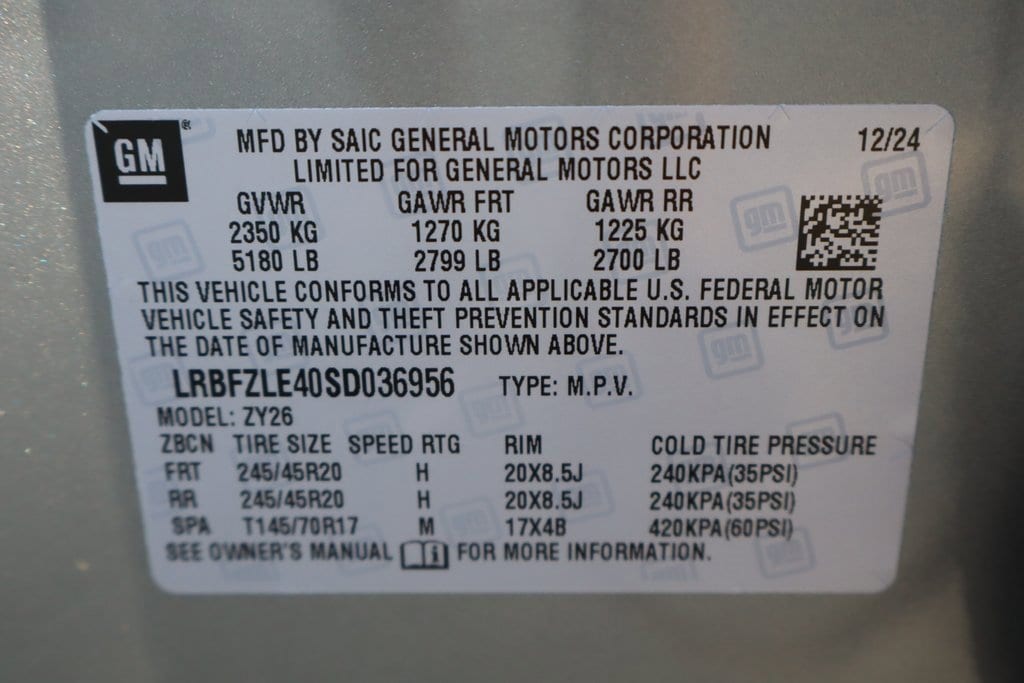 GM ®
MFD BY SAIC GENERAL MOTORS CORPORATION 12/24
LIMITED FOR GENERAL MOTORS LLC
GVWR GAWR FRT GAWR RR
2350 KG 1270 KG 1225 KG
5180 LB 2799 LB 2700 LB
THIS VEHICLE CONFORMS TO ALL APPLICABLE U.S. FEDERAL MOTOR
VEHICLE SAFETY AND THEFT PREVENTION STANDARDS IN EFFECT ON
THE DATE OF MANUFACTURE SHOWN ABOVE.
LRBFZLE40SD036956 TYPE: M.P.V.
MODEL: ZY26
ZBCN TIRE SIZE SPEED RTG RIM COLD TIRE PRESSURE
FRT 245/45R20 H 20X8.5J 240KPA(35PSI)
RR 245/45R20 H 20X8.5J 240KPA(35PSI)
SPA T145/70R17 M 17X4B 420KPA(60PSI)
SEE OWNER'S MANUAL i FOR MORE INFORMATION.